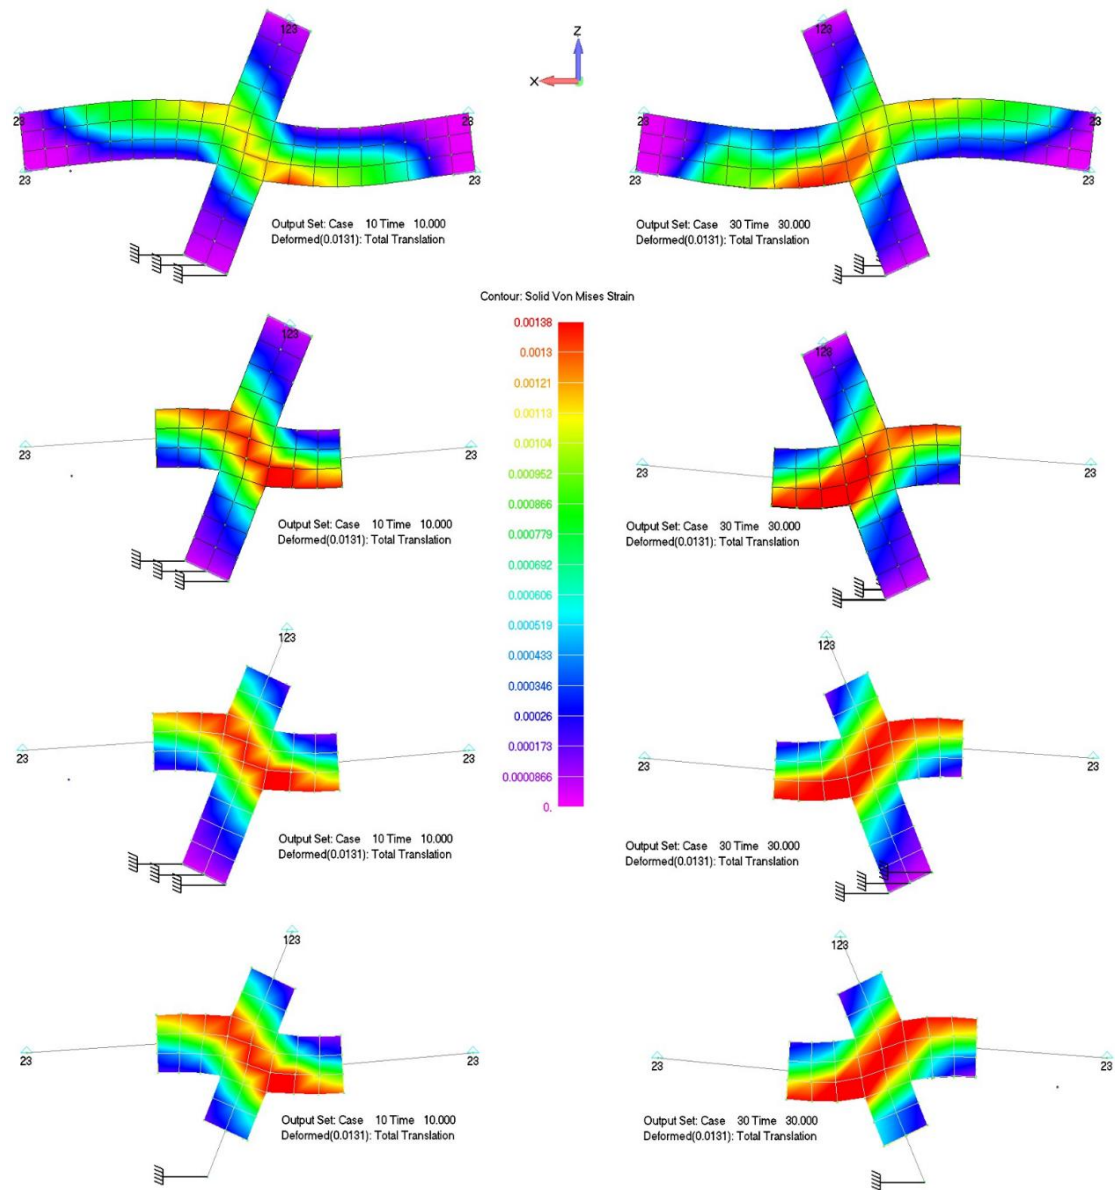 123
Z
X
23
23
23
23
Output Set: Case 10 Time 10.000
Deformed(0.0131): Total Translation
123
23
23
23
23
Output Set: Case 30 Time 30.000
Deformed(0.0131): Total Translation
Contour: Solid Von Mises Strain
0.00138
0.0013
0.00121
0.00113
0.00104
0.000952
0.000866
0.000779
0.000692
0.000606
0.000519
0.000433
0.000346
0.00026
0.000173
0.0000866
0.
123
23
23
Output Set: Case 10 Time 10.000
Deformed(0.0131): Total Translation
123
23
23
Output Set: Case 30 Time 30.000
Deformed(0.0131): Total Translation
123
23
23
Output Set: Case 10 Time 10.000
Deformed(0.0131): Total Translation
123
23
23
Output Set: Case 30 Time 30.000
Deformed(0.0131): Total Translation
123
23
23
Output Set: Case 10 Time 10.000
Deformed(0.0131): Total Translation
123
23
23
Output Set: Case 30 Time 30.000
Deformed(0.0131): Total Translation